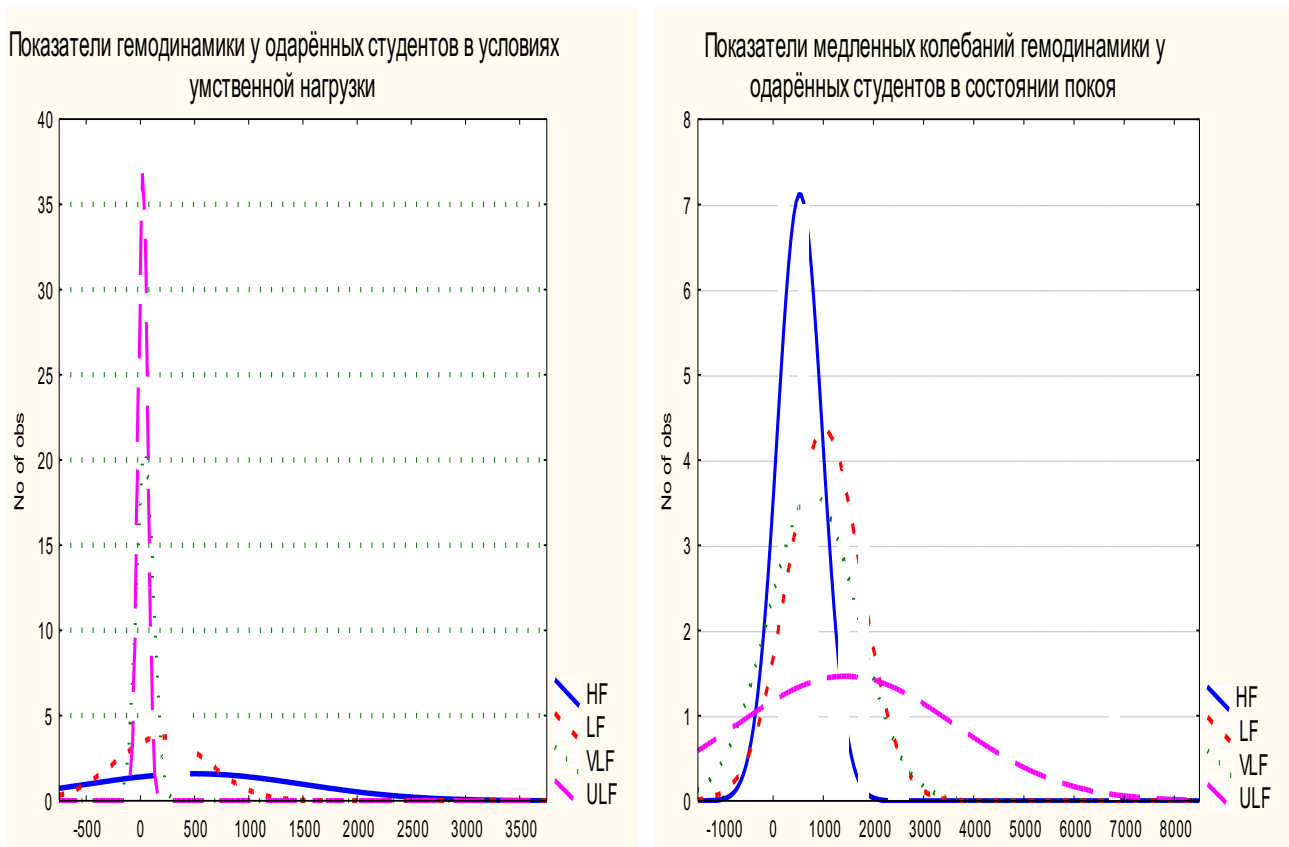 Показатели гемодинамики у одарённых студентов в условиях
умственной нагрузки
40
35
30
25
20
15
10
5
0
No of obs
-500 0 500 1000 1500 2000 2500 3000 3500
HF
LF
VLF
ULF
Показатели медленных колебаний гемодинамики у
одарённых студентов в состоянии покоя
8
7
6
5
4
3
2
1
0
No of obs
-1000 0 1000 2000 3000 4000 5000 6000 7000 8000
HF
LF
VLF
ULF